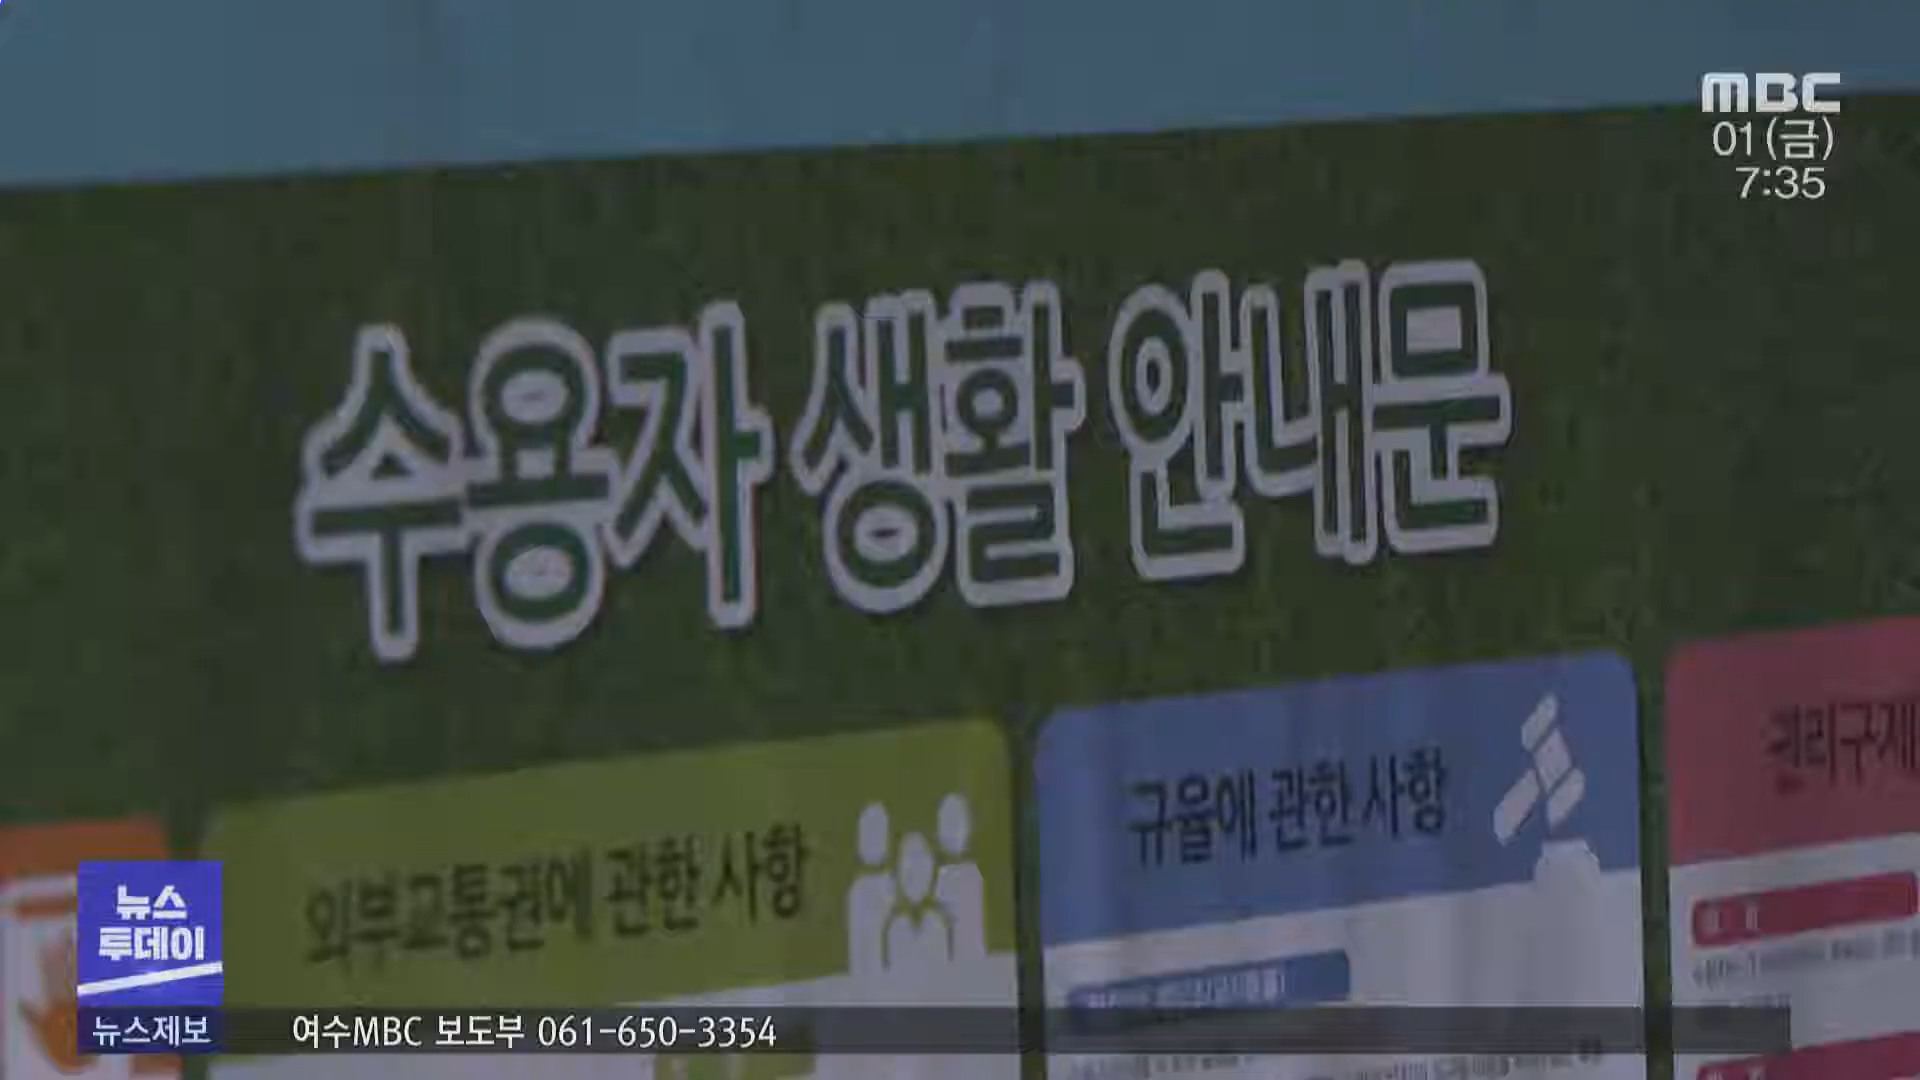 MBC
01(금)
7:35
수용자 생활 안내문
외부교통권에 관한 사항
규율에 관한 사항
권리구제
뉴스
투데이
뉴스제보
여수MBC 보도부 061-650-3354